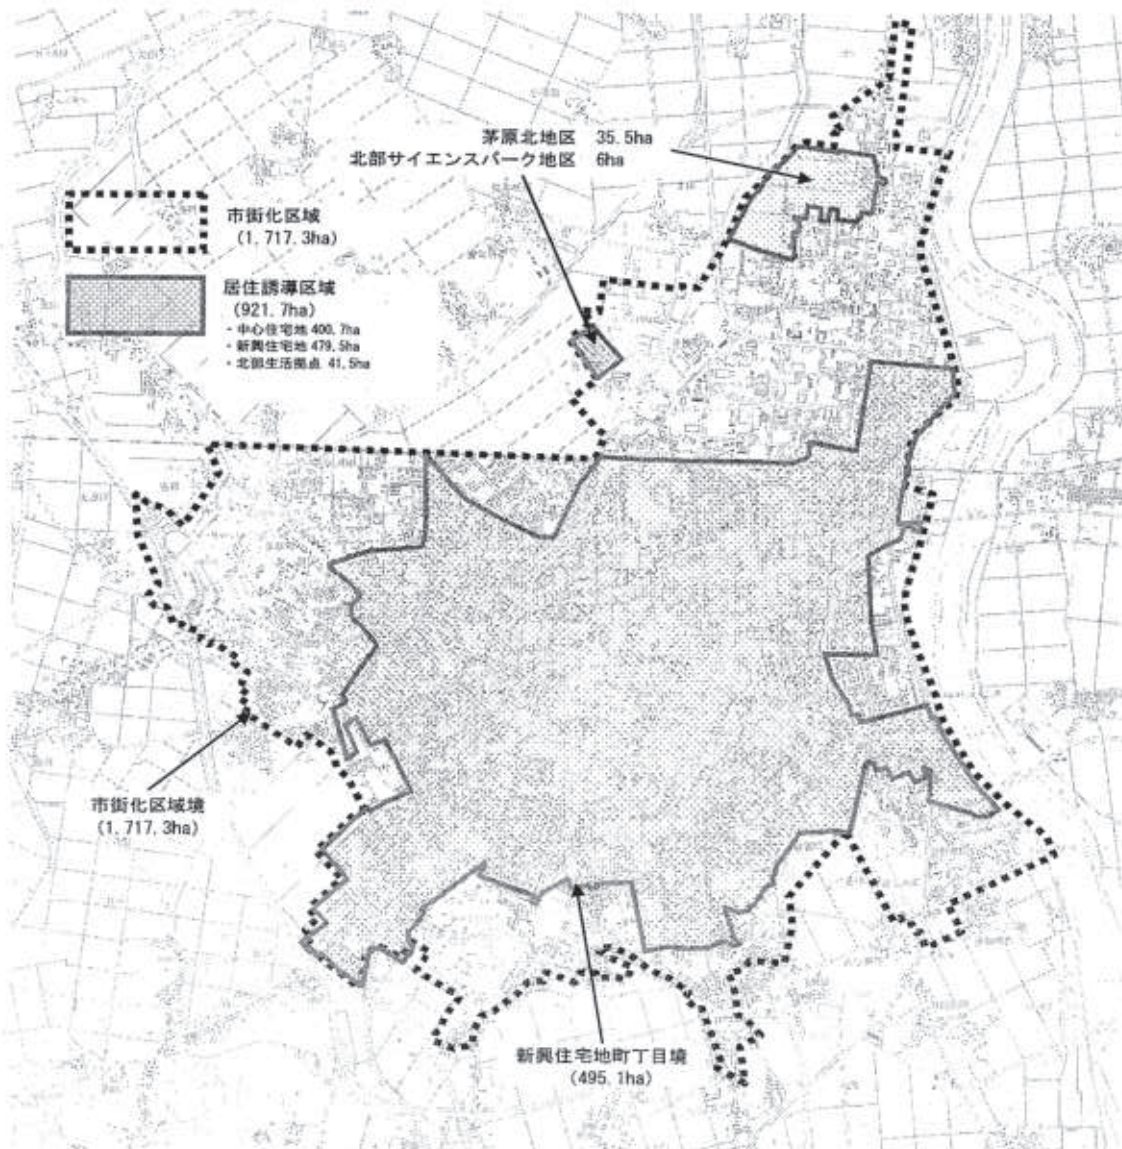 茅原北地区 35.5ha
北部サイエンスパーク地区 6ha
市街化区域
(1,717.3ha)
居住誘導区域
(921.7ha)
・中心住宅地 400.7ha
・新興住宅地 479.5ha
・北部生活拠点 41.5ha
市街化区域境
(1,717.3ha)
新興住宅地町丁目境
(495.1ha)